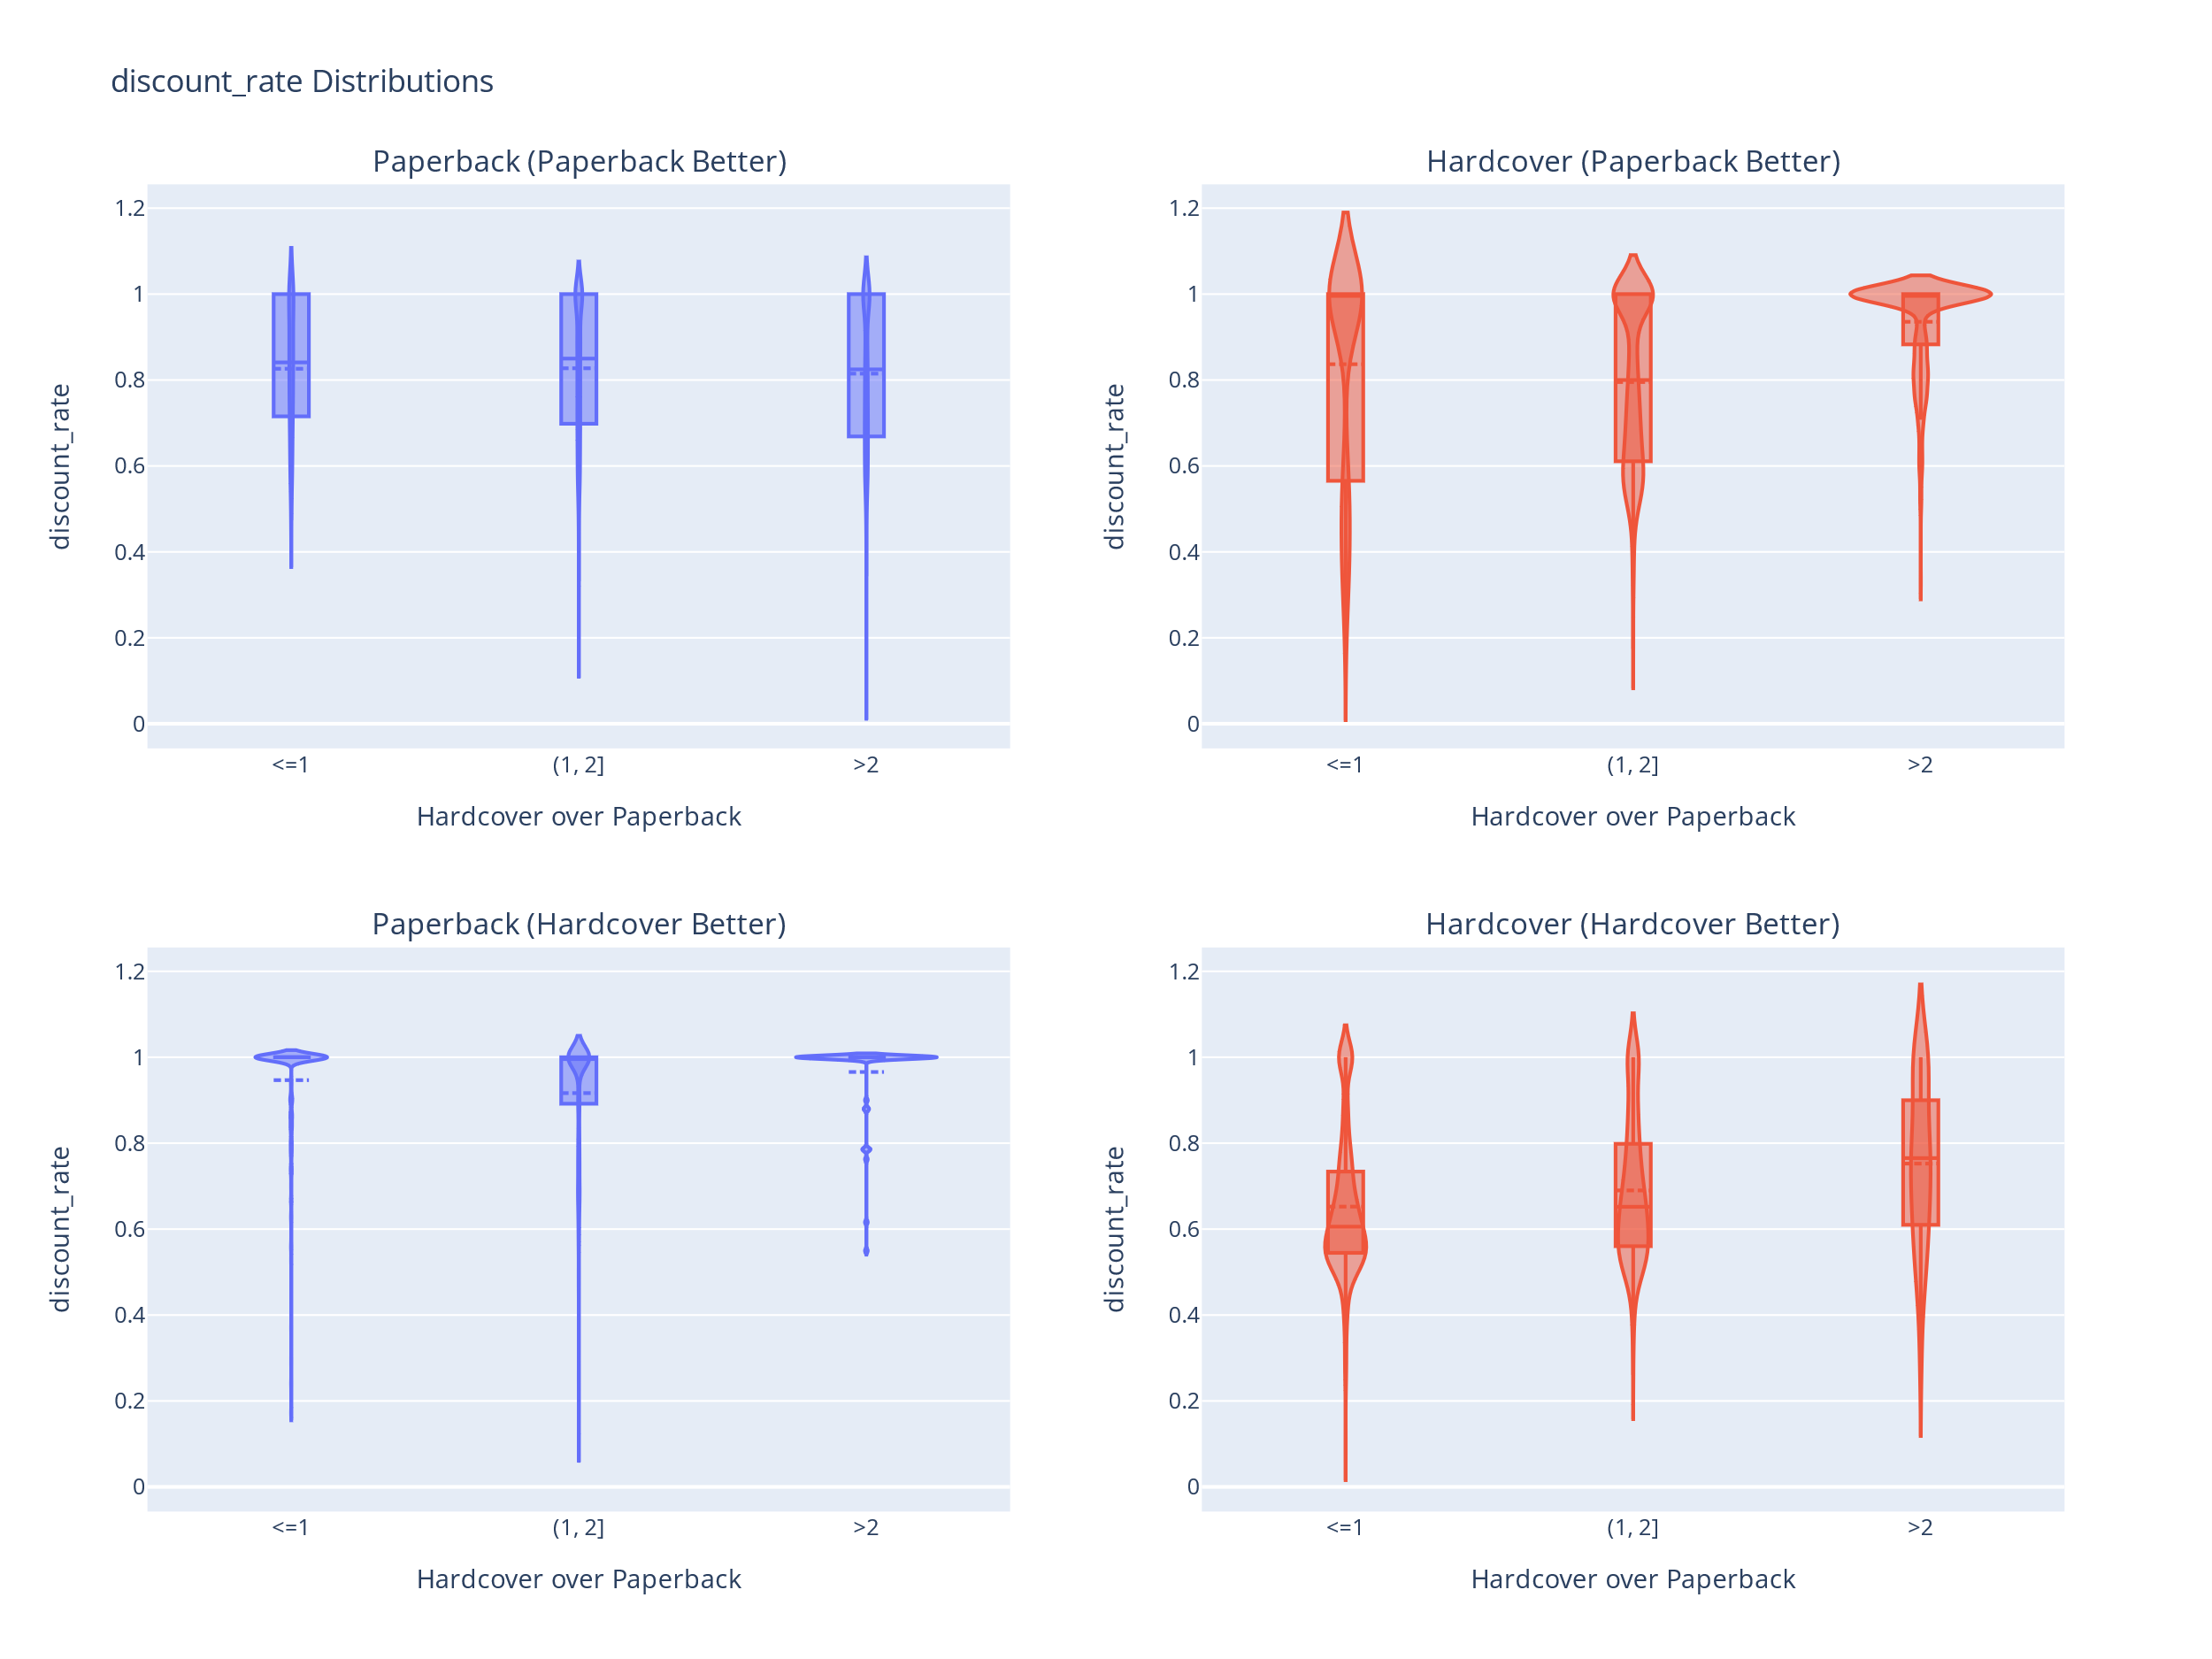 discount_rate Distributions
Paperback (Paperback Better)
1.2
1
0.8
0.6
0.4
0.2
0
discount_rate
<=1 (1, 2] >2
Hardcover over Paperback
Hardcover (Paperback Better)
1.2
1
0.8
0.6
0.4
0.2
0
discount_rate
<=1 (1, 2] >2
Hardcover over Paperback
Paperback (Hardcover Better)
1.2
1
0.8
0.6
0.4
0.2
0
discount_rate
<=1 (1, 2] >2
Hardcover over Paperback
Hardcover (Hardcover Better)
1.2
1
0.8
0.6
0.4
0.2
0
discount_rate
<=1 (1, 2] >2
Hardcover over Paperback